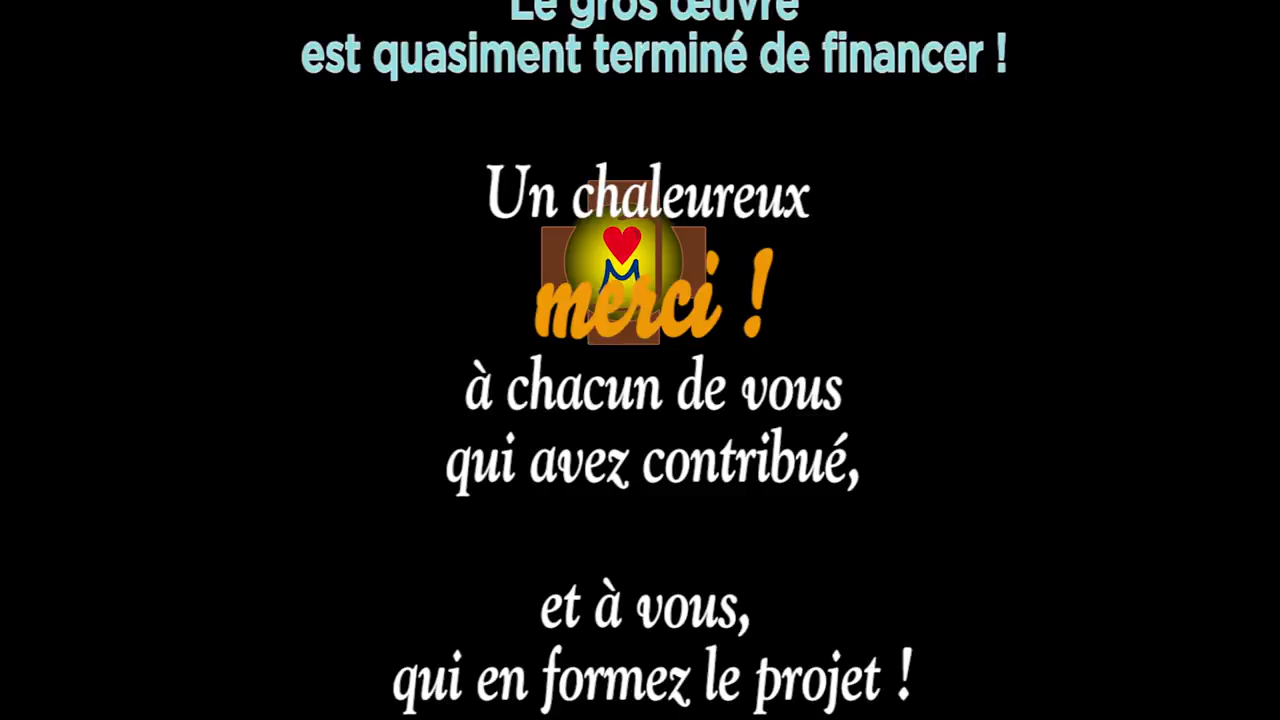 Le gros œuvre
est quasiment terminé de financer !
Un chaleureux
M
merci !
à chacun de vous
qui avez contribué,
et à vous,
qui en formez le projet !